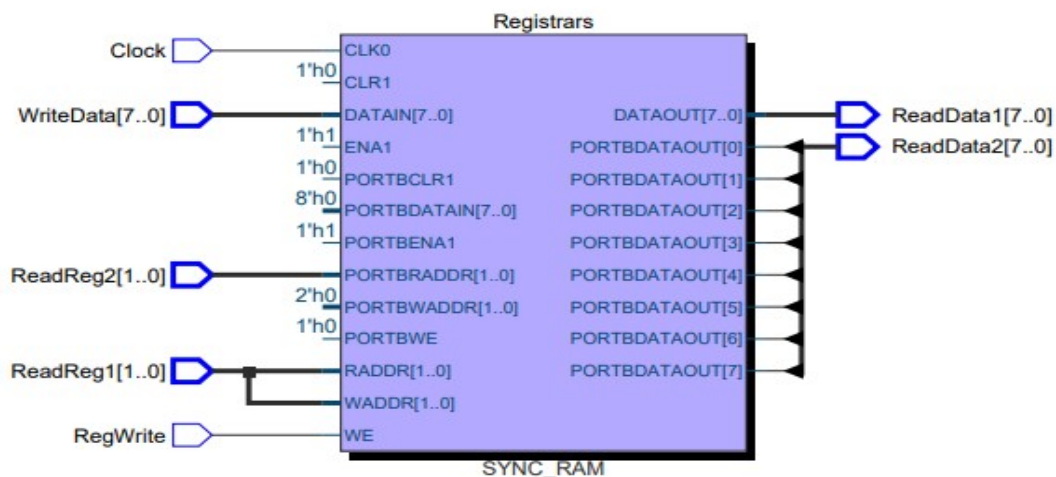 Registrars
Clock
CLK0
1'h0
CLR1
WriteData[7..0]
DATAIN[7..0]
DATAOUT[7..0]
ReadData1[7..0]
1'h1
ENA1
PORTBDATAOUT[0]
ReadData2[7..0]
1'h0
PORTBCLR1
PORTBDATAOUT[1]
8'h0
PORTBDATAIN[7..0]
PORTBDATAOUT[2]
1'h1
PORTBENA1
PORTBDATAOUT[3]
ReadReg2[1..0]
PORTBRADDR[1..0]
PORTBDATAOUT[4]
2'h0
PORTBWADDR[1..0]
PORTBDATAOUT[5]
1'h0
PORTBWE
PORTBDATAOUT[6]
ReadReg1[1..0]
RADDR[1..0]
PORTBDATAOUT[7]
WADDR[1..0]
RegWrite
WE
SYNC_RAM